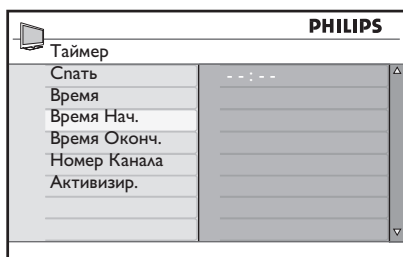 PHILIPS
Таймер
Спать
- - : - -
Время
Время Нач.
Время Оконч.
Номер Канала
Активизир.